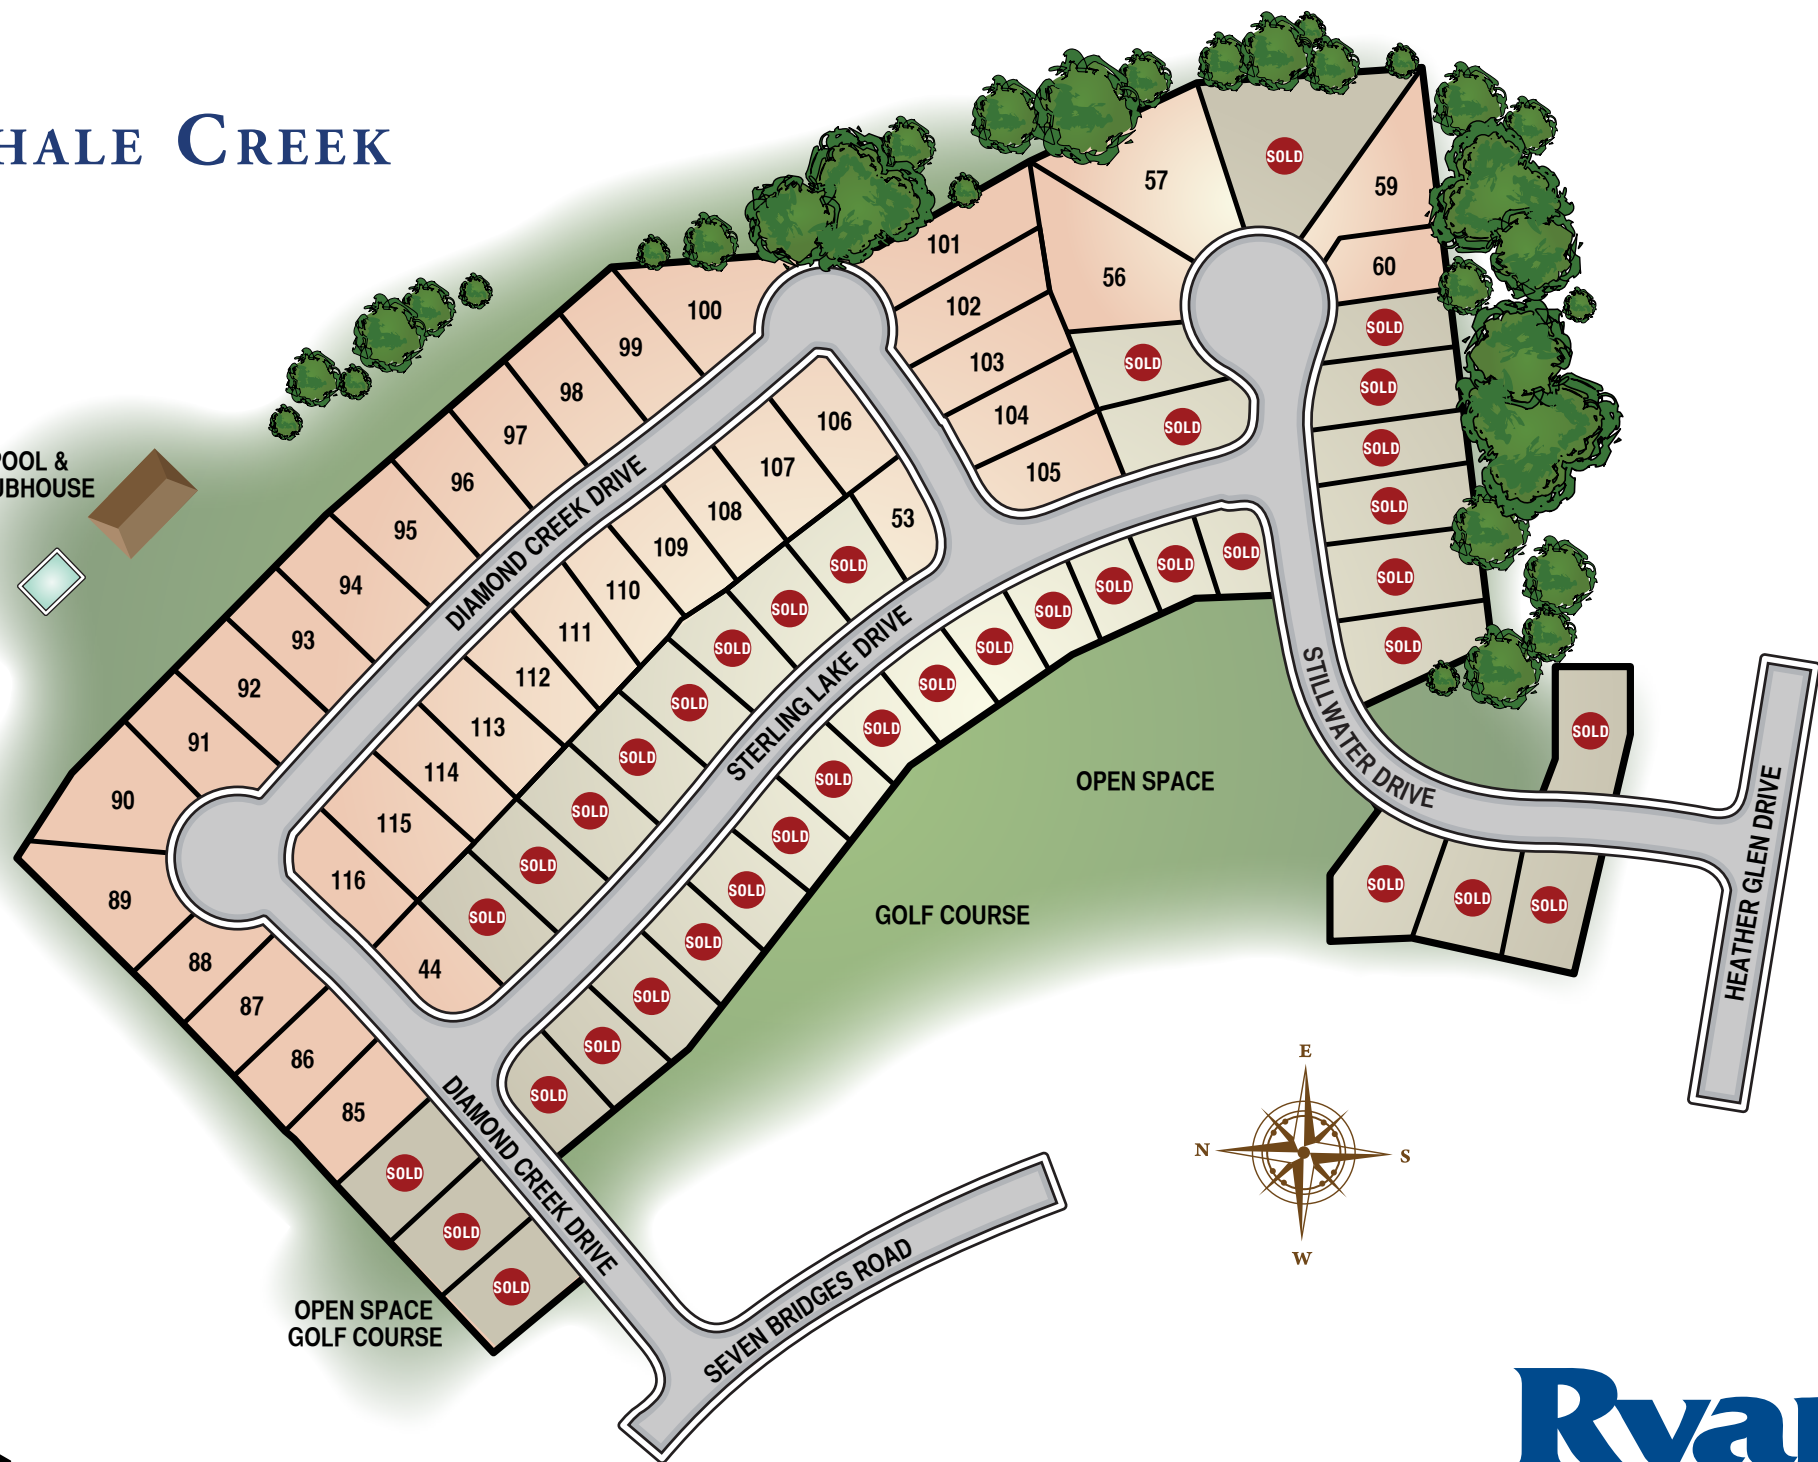 HALE CREEK
SOLD
57
59
101
60
56
102
100
SOLD
99
103
SOLD
SOLD
98
104
106
SOLD
97
SOLD
POOL &
UBHOUSE
107
105
96
SOLD
108
53
95
109
SOLD
SOLD
SOLD
DIAMOND CREEK DRIVE
94
110
SOLD
SOLD
SOLD
SOLD
93
111
SOLD
SOLD
SOLD
92
112
SOLD
SOLD
STERLING LAKE DRIVE
STILLWATER DRIVE
91
113
SOLD
SOLD
SOLD
90
114
SOLD
SOLD
OPEN SPACE
115
SOLD
SOLD
HEATHER GLEN DRIVE
116
SOLD
SOLD
SOLD
SOLD
SOLD
89
SOLD
GOLF COURSE
88
44
SOLD
87
SOLD
86
SOLD
85
SOLD
E
N
S
W
SOLD
DIAMOND CREEK DRIVE
SOLD
SOLD
SEVEN BRIDGES ROAD
OPEN SPACE
GOLF COURSE
Ryan